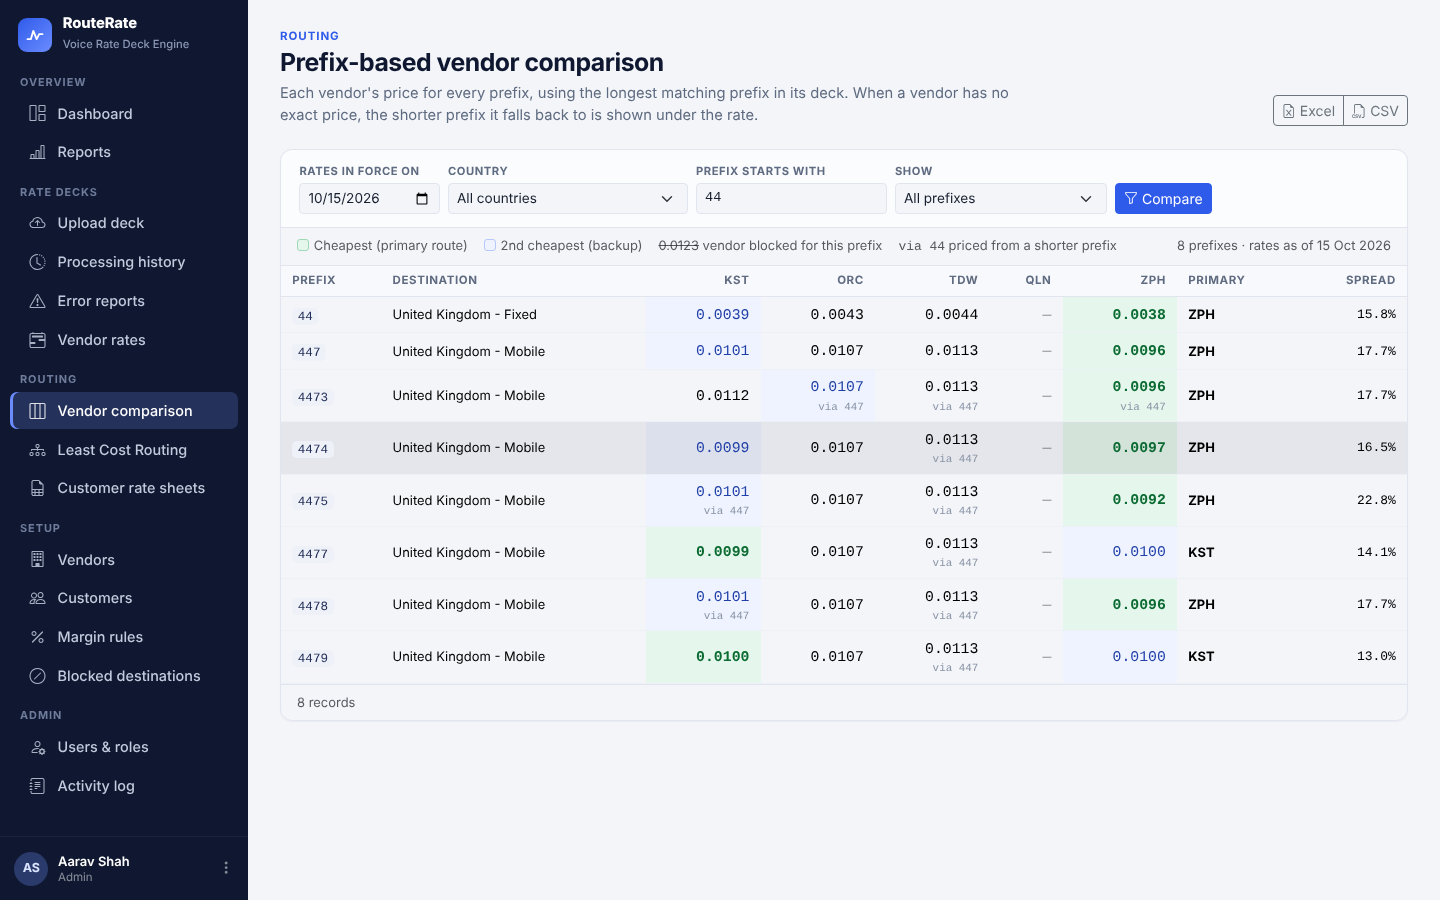 RouteRate
Voice Rate Deck Engine
OVERVIEW
Dashboard
Reports
RATE DECKS
Upload deck
Processing history
Error reports
Vendor rates
ROUTING
Vendor comparison
Least Cost Routing
Customer rate sheets
SETUP
Vendors
Customers
Margin rules
Blocked destinations
ADMIN
Users & roles
Activity log
AS
Aarav Shah
Admin
ROUTING
Prefix-based vendor comparison
Each vendor's price for every prefix, using the longest matching prefix in its deck. When a vendor has no
exact price, the shorter prefix it falls back to is shown under the rate.
Excel CSV
RATES IN FORCE ON COUNTRY PREFIX STARTS WITH SHOW
10/15/2026 All countries 44 All prefixes Compare
Cheapest (primary route) 2nd cheapest (backup) 0.0123 vendor blocked for this prefix via 44 priced from a shorter prefix 8 prefixes · rates as of 15 Oct 2026
PREFIX DESTINATION KST ORC TDW QLN ZPH PRIMARY SPREAD
44 United Kingdom - Fixed 0.0039 0.0043 0.0044 — 0.0038 ZPH 15.8%
447 United Kingdom - Mobile 0.0101 0.0107 0.0113 — 0.0096 ZPH 17.7%
4473 United Kingdom - Mobile 0.0112 0.0107 0.0113 — 0.0096 ZPH 17.7%
via 447 via 447 via 447
4474 United Kingdom - Mobile 0.0099 0.0107 0.0113 — 0.0097 ZPH 16.5%
via 447
4475 United Kingdom - Mobile 0.0101 0.0107 0.0113 — 0.0092 ZPH 22.8%
via 447 via 447
4477 United Kingdom - Mobile 0.0099 0.0107 0.0113 — 0.0100 KST 14.1%
via 447
4478 United Kingdom - Mobile 0.0101 0.0107 0.0113 — 0.0096 ZPH 17.7%
via 447 via 447
4479 United Kingdom - Mobile 0.0100 0.0107 0.0113 — 0.0100 KST 13.0%
via 447
8 records